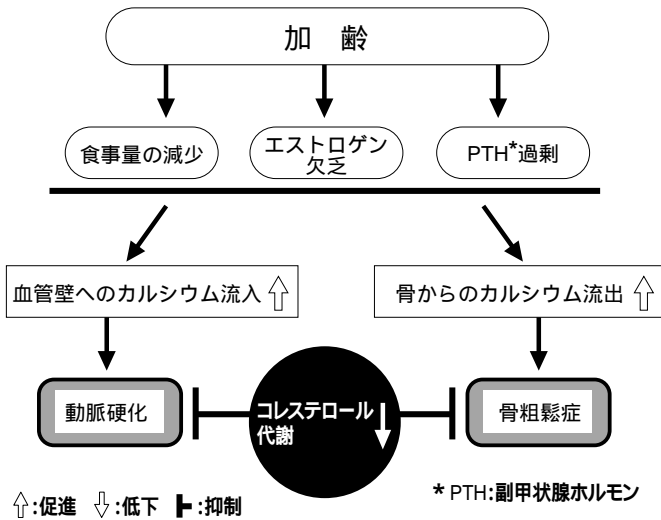 加　齢
食事量の減少
エストロゲン
欠乏
PTH*過剰
血管壁へのカルシウム流入⇧
骨からのカルシウム流出⇧
動脈硬化
コレステロール
代謝
骨粗鬆症
⇧:促進 ⇩:低下 ┣:抑制
* PTH:副甲状腺ホルモン